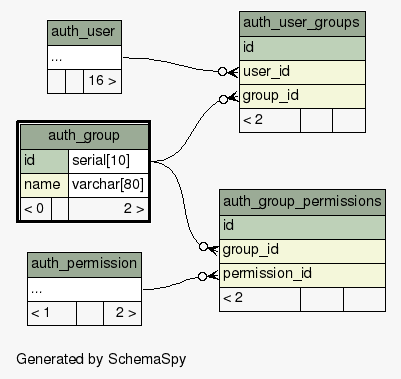 auth_user
...
16 >
auth_user_groups
id
user_id
group_id
< 2
auth_group
id serial[10]
name varchar[80]
< 0 2 >
auth_group_permissions
id
group_id
permission_id
< 2
auth_permission
...
< 1 2 >
Generated by SchemaSpy